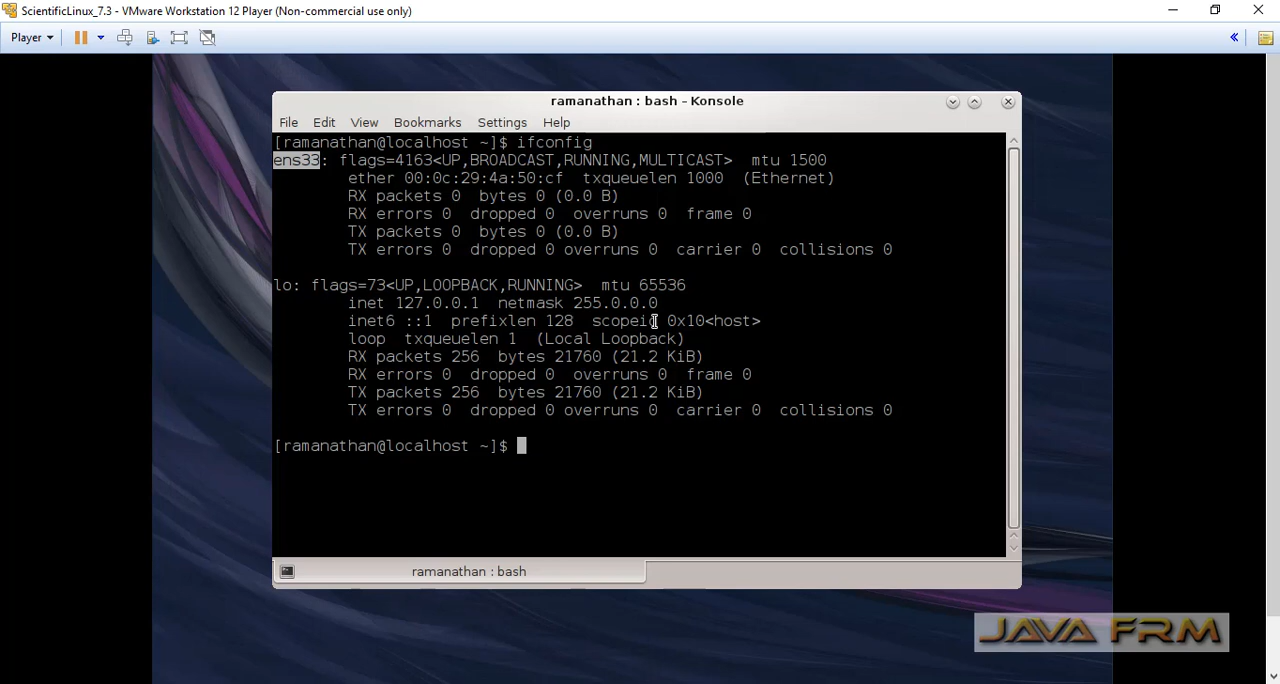 ScientificLinux_7.3 - VMware Workstation 12 Player (Non-commercial use only)
Player
ramanathan : bash - Konsole
File Edit View Bookmarks Settings Help
[ramanathan@localhost ~]$ ifconfig
ens33: flags=4163<UP,BROADCAST,RUNNING,MULTICAST>  mtu 1500
ether 00:0c:29:4a:50:cf  txqueuelen 1000  (Ethernet)
RX packets 0  bytes 0 (0.0 B)
RX errors 0  dropped 0  overruns 0  frame 0
TX packets 0  bytes 0 (0.0 B)
TX errors 0  dropped 0 overruns 0  carrier 0  collisions 0
lo: flags=73<UP,LOOPBACK,RUNNING>  mtu 65536
inet 127.0.0.1  netmask 255.0.0.0
inet6 ::1  prefixlen 128  scopeid 0x10<host>
loop  txqueuelen 1  (Local Loopback)
RX packets 256  bytes 21760 (21.2 KiB)
RX errors 0  dropped 0  overruns 0  frame 0
TX packets 256  bytes 21760 (21.2 KiB)
TX errors 0  dropped 0 overruns 0  carrier 0  collisions 0
[ramanathan@localhost ~]$
ramanathan : bash
JAVA FRM